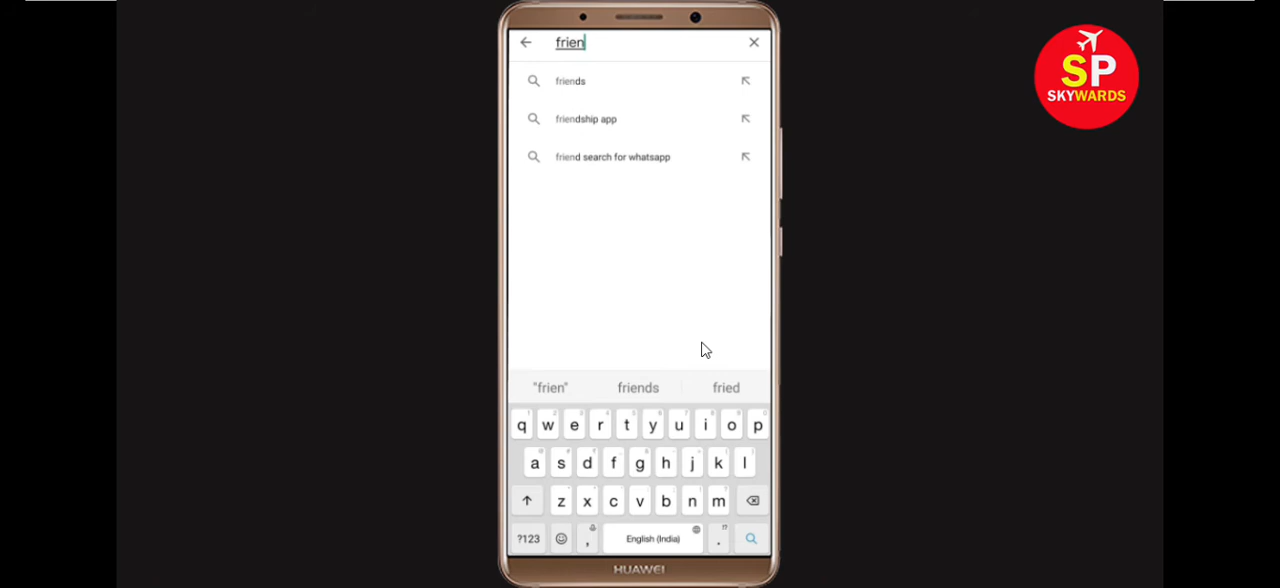 frien
SP
SKYWARDS
friends
friendship app
friend search for whatsapp
"frien" friends fried
q w e r t y u i o p
a s d f g h j k l
z x c v b n m
?123 , English (India) .
HUAWEI